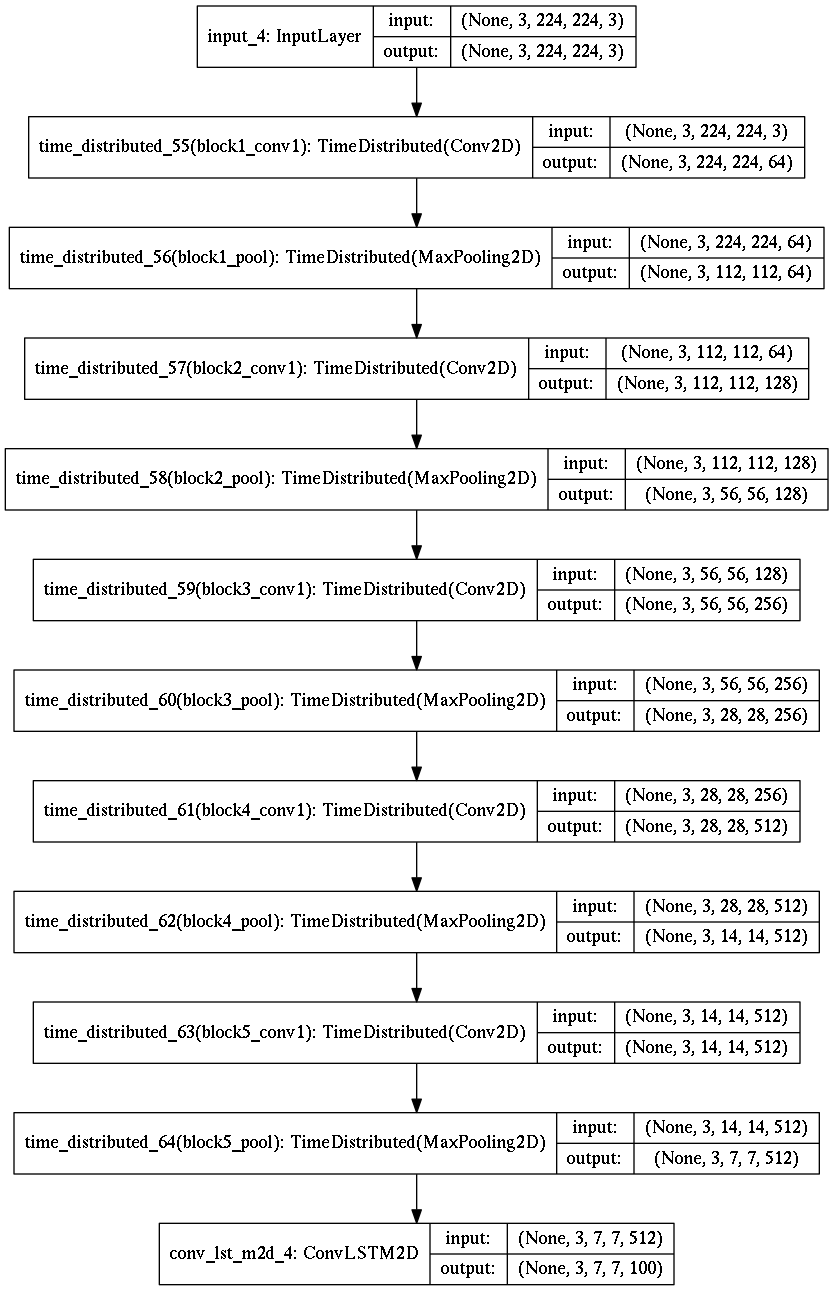 input_4: InputLayer
input: (None, 3, 224, 224, 3)
output: (None, 3, 224, 224, 3)
time_distributed_55(block1_conv1): TimeDistributed(Conv2D)
input: (None, 3, 224, 224, 3)
output: (None, 3, 224, 224, 64)
time_distributed_56(block1_pool): TimeDistributed(MaxPooling2D)
input: (None, 3, 224, 224, 64)
output: (None, 3, 112, 112, 64)
time_distributed_57(block2_conv1): TimeDistributed(Conv2D)
input: (None, 3, 112, 112, 64)
output: (None, 3, 112, 112, 128)
time_distributed_58(block2_pool): TimeDistributed(MaxPooling2D)
input: (None, 3, 112, 112, 128)
output: (None, 3, 56, 56, 128)
time_distributed_59(block3_conv1): TimeDistributed(Conv2D)
input: (None, 3, 56, 56, 128)
output: (None, 3, 56, 56, 256)
time_distributed_60(block3_pool): TimeDistributed(MaxPooling2D)
input: (None, 3, 56, 56, 256)
output: (None, 3, 28, 28, 256)
time_distributed_61(block4_conv1): TimeDistributed(Conv2D)
input: (None, 3, 28, 28, 256)
output: (None, 3, 28, 28, 512)
time_distributed_62(block4_pool): TimeDistributed(MaxPooling2D)
input: (None, 3, 28, 28, 512)
output: (None, 3, 14, 14, 512)
time_distributed_63(block5_conv1): TimeDistributed(Conv2D)
input: (None, 3, 14, 14, 512)
output: (None, 3, 14, 14, 512)
time_distributed_64(block5_pool): TimeDistributed(MaxPooling2D)
input: (None, 3, 14, 14, 512)
output: (None, 3, 7, 7, 512)
conv_lst_m2d_4: ConvLSTM2D
input: (None, 3, 7, 7, 512)
output: (None, 3, 7, 7, 100)